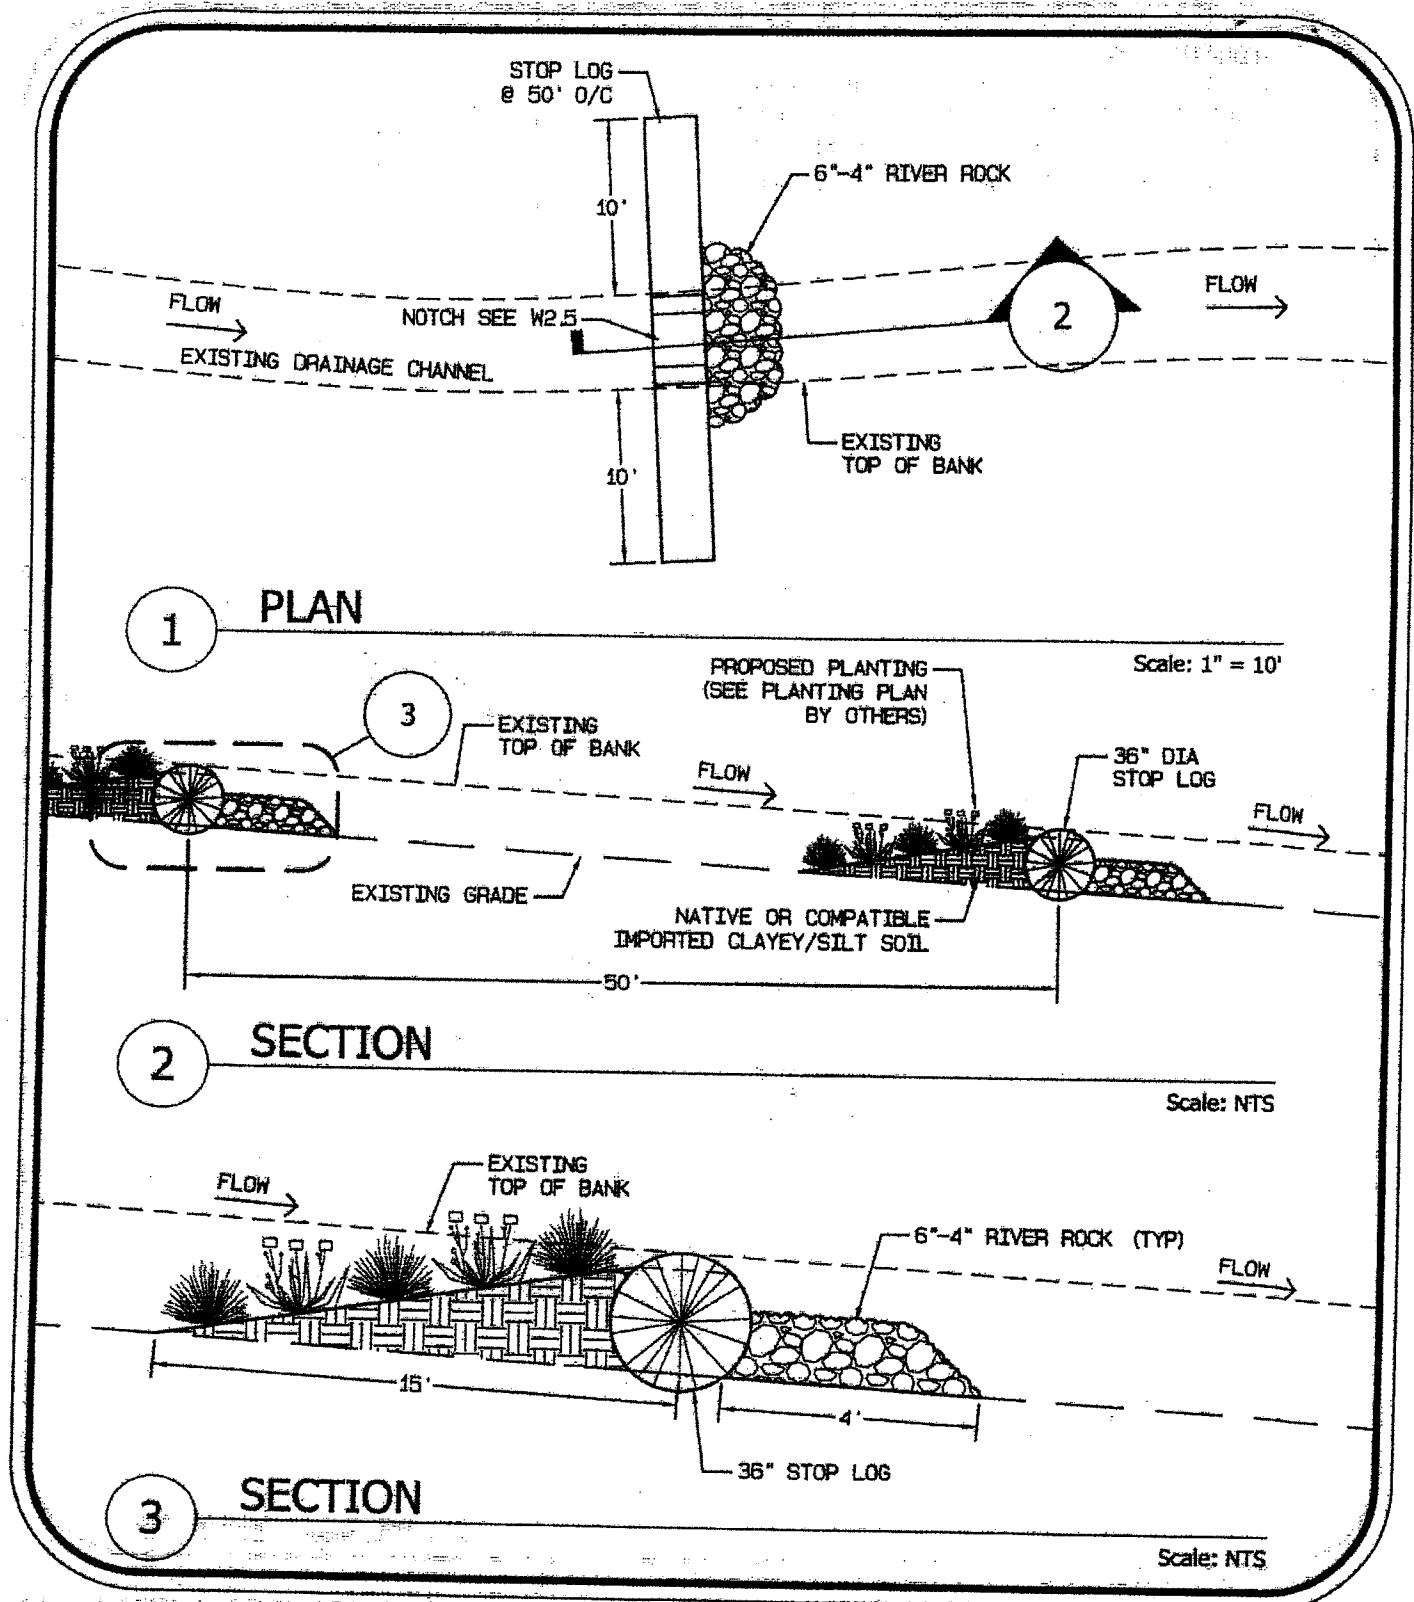 STOP LOG
@ 50' O/C
6"-4" RIVER ROCK
10'
FLOW
NOTCH SEE W2.5
2
FLOW
EXISTING DRAINAGE CHANNEL
EXISTING
TOP OF BANK
10'
1
PLAN
Scale: 1" = 10'
PROPOSED PLANTING
(SEE PLANTING PLAN
BY OTHERS)
3
EXISTING
TOP OF BANK
FLOW
36" DIA
STOP LOG
FLOW
EXISTING GRADE
NATIVE OR COMPATIBLE
IMPORTED CLAYEY/SILT SOIL
50'
2
SECTION
Scale: NTS
FLOW
EXISTING
TOP OF BANK
6"-4" RIVER ROCK (TYP)
FLOW
15'
4'
36" STOP LOG
3
SECTION
Scale: NTS